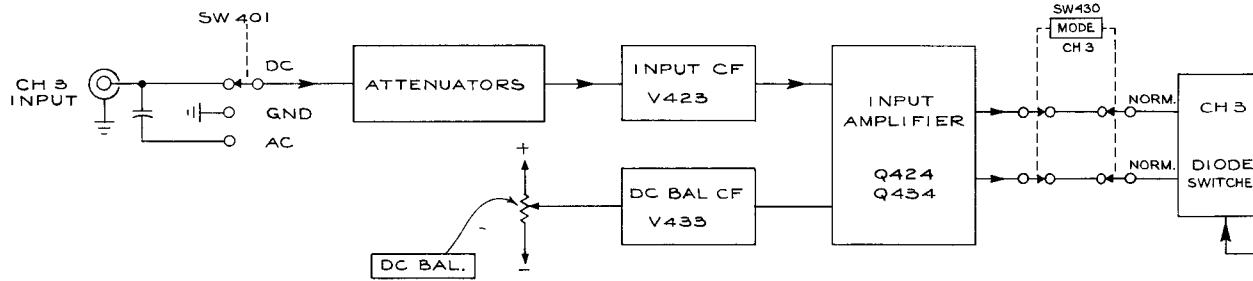 SW 401
CH 3
INPUT
DC
GND
AC
ATTENUATORS
INPUT CF
V423
+
-
DC BAL.
DC BAL CF
V433
INPUT
AMPLIFIER
Q424
Q434
SW430
MODE
CH 3
NORM.
NORM.
CH 3
DIODE